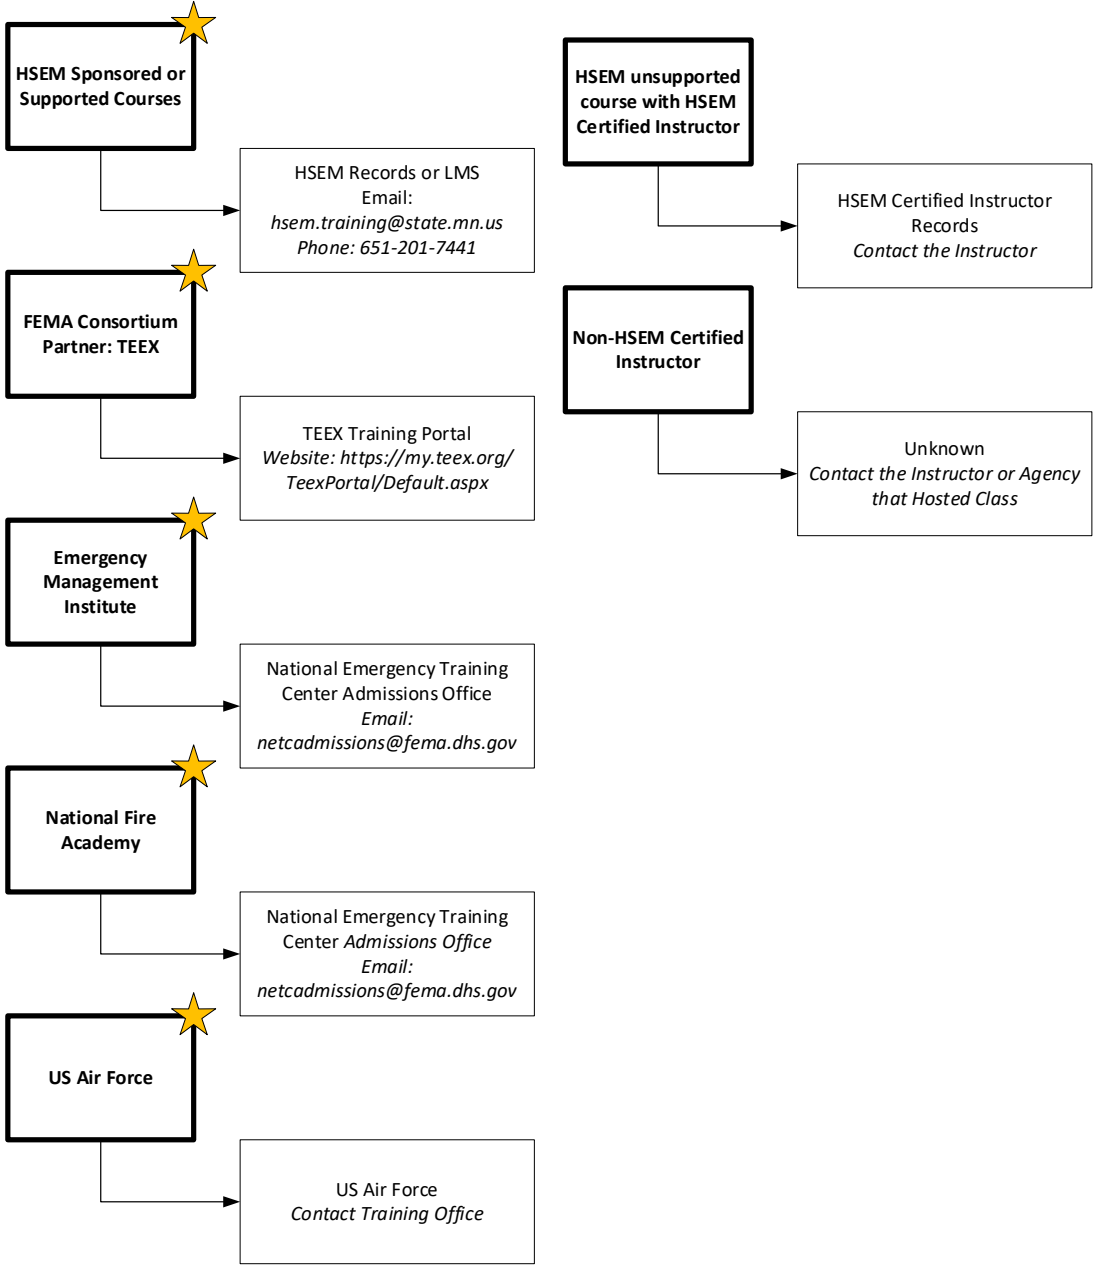 HSEM Sponsored or
Supported Courses
HSEM Records or LMS
Email:
hsem.training@state.mn.us
Phone: 651-201-7441
FEMA Consortium
Partner: TEEX
TEEX Training Portal
Website: https://my.teex.org/
TeexPortal/Default.aspx
Emergency
Management
Institute
National Emergency Training
Center Admissions Office
Email:
netcadmissions@fema.dhs.gov
National Fire
Academy
National Emergency Training
Center Admissions Office
Email:
netcadmissions@fema.dhs.gov
US Air Force
US Air Force
Contact Training Office
HSEM unsupported
course with HSEM
Certified Instructor
HSEM Certified Instructor
Records
Contact the Instructor
Non-HSEM Certified
Instructor
Unknown
Contact the Instructor or Agency
that Hosted Class